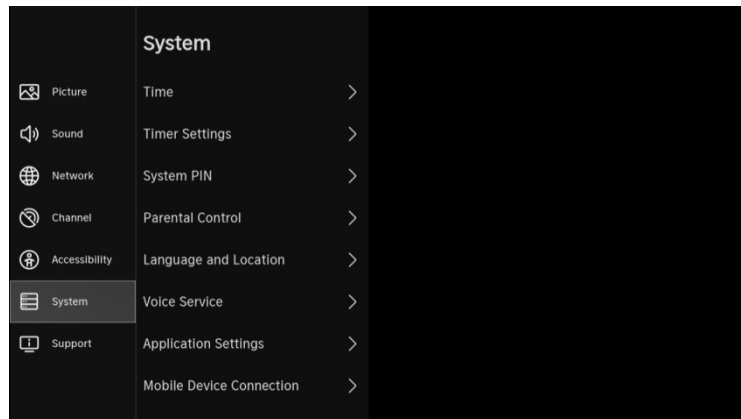 System
Picture
Time
Sound
Timer Settings
Network
System PIN
Channel
Parental Control
Accessibility
Language and Location
System
Voice Service
Support
Application Settings
Mobile Device Connection